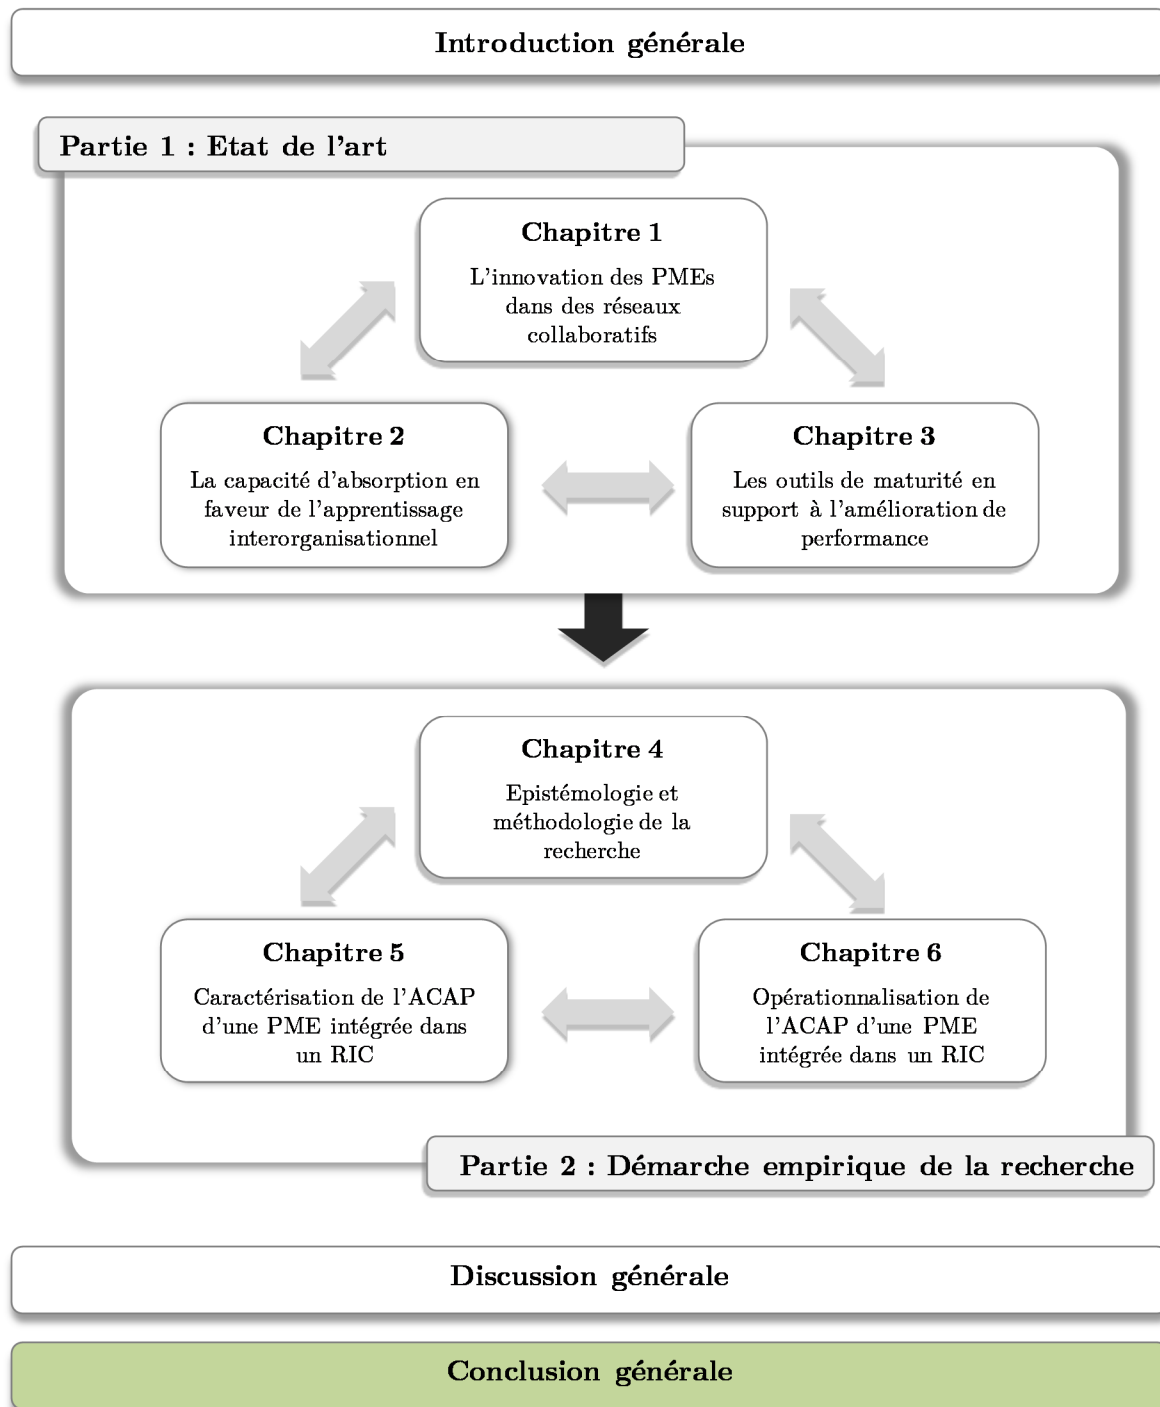 Introduction générale
Partie 1 : Etat de l'art
Chapitre 1
L'innovation des PMEs
dans des réseaux
collaboratifs
Chapitre 2
La capacité d'absorption en
faveur de l'apprentissage
interorganisationnel
Chapitre 3
Les outils de maturité en
support à l'amélioration de
performance
Chapitre 4
Epistémologie et
méthodologie de la
recherche
Chapitre 5
Caractérisation de l'ACAP
d'une PME intégrée dans
un RIC
Chapitre 6
Opérationnalisation de
l'ACAP d'une PME
intégrée dans un RIC
Partie 2 : Démarche empirique de la recherche
Discussion générale
Conclusion générale